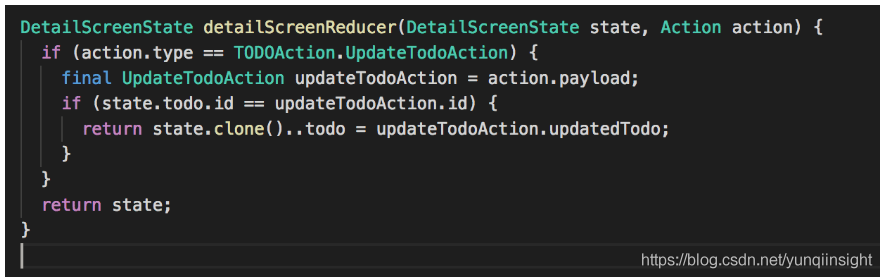 DetailScreenState detailScreenReducer(DetailScreenState state, Action action) {
  if (action.type == TODOAction.UpdateTodoAction) {
    final UpdateTodoAction updateTodoAction = action.payload;
    if (state.todo.id == updateTodoAction.id) {
      return state.clone()..todo = updateTodoAction.updatedTodo;
    }
  }
  return state;
}
https://blog.csdn.net/yunqiinsight